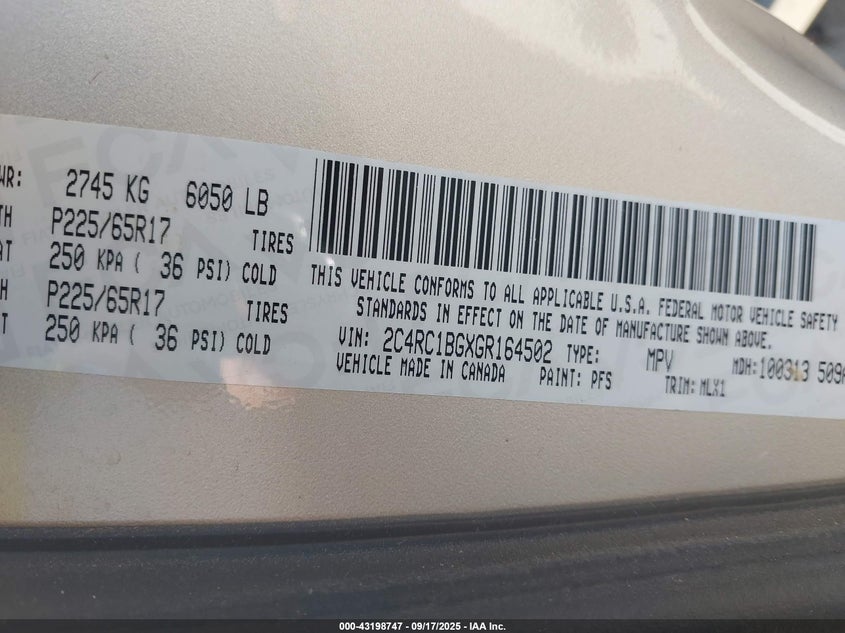 WR: 2745 KG 6050 LB
TH P225/65R17 TIRES
AT 250 KPA ( 36 PSI) COLD
H P225/65R17 TIRES
T 250 KPA ( 36 PSI) COLD
THIS VEHICLE CONFORMS TO ALL APPLICABLE U.S.A. FEDERAL MOTOR VEHICLE SAFETY
STANDARDS IN EFFECT ON THE DATE OF MANUFACTURE SHOWN ABOVE.
VIN: 2C4RC1BGXGR164502 TYPE: MPV MDH:100313 509
VEHICLE MADE IN CANADA PAINT: PFS TRIM: MLX1
000-43198747 - 09/17/2025 - IAA Inc.